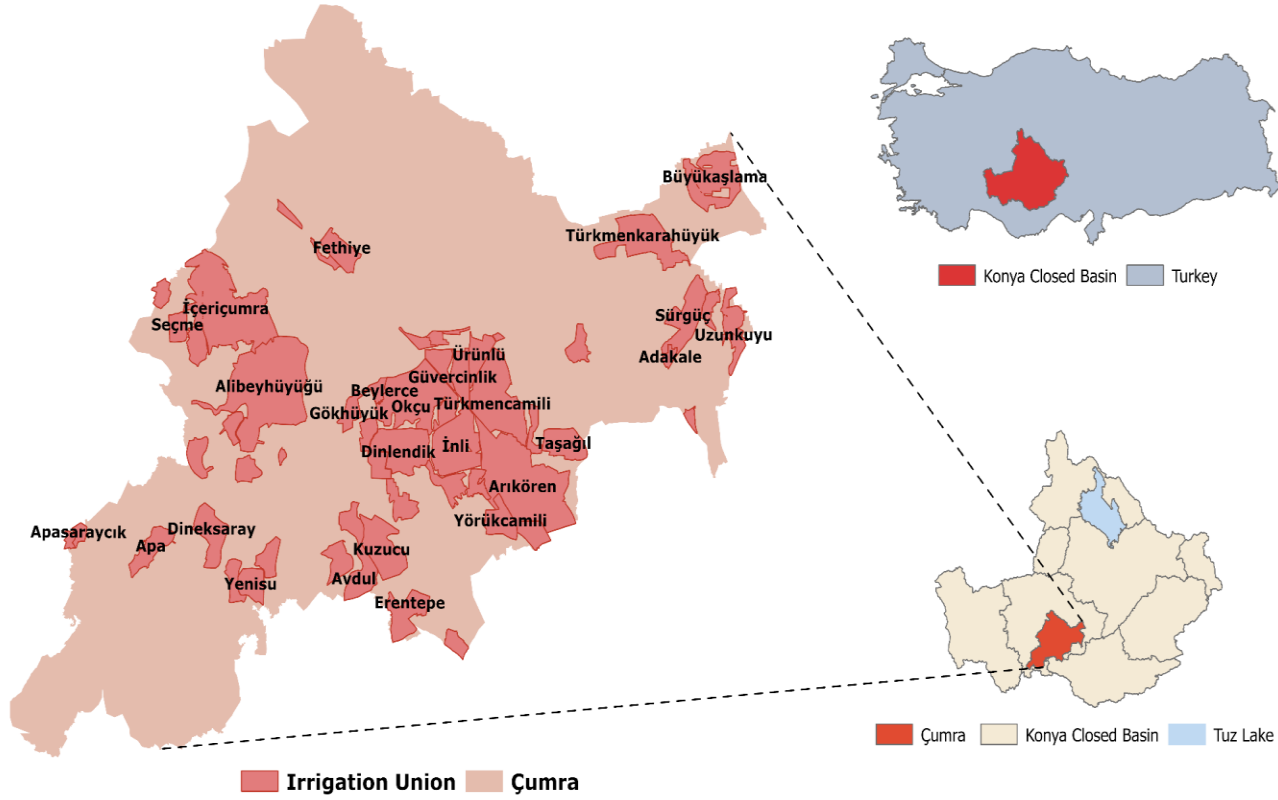 Büyükaşlama
Türkmenkarahüyük
Fethiye
İçeriçumra
Seçme
Sürgüç
Uzunkuyu
Adakale
Ürünlü
Güvercinlik
Alibeyhüyüğü
Beylerce
Gökhüyük
Okçu
Türkmencamili
Taşağıl
Dinlendik
İnli
Arıkören
Yörükcamili
Apasaraycık
Apa
Dineksaray
Kuzucu
Yenisu
Avdul
Erentepe
Irrigation Union
Çumra
Konya Closed Basin
Turkey
Çumra
Konya Closed Basin
Tuz Lake